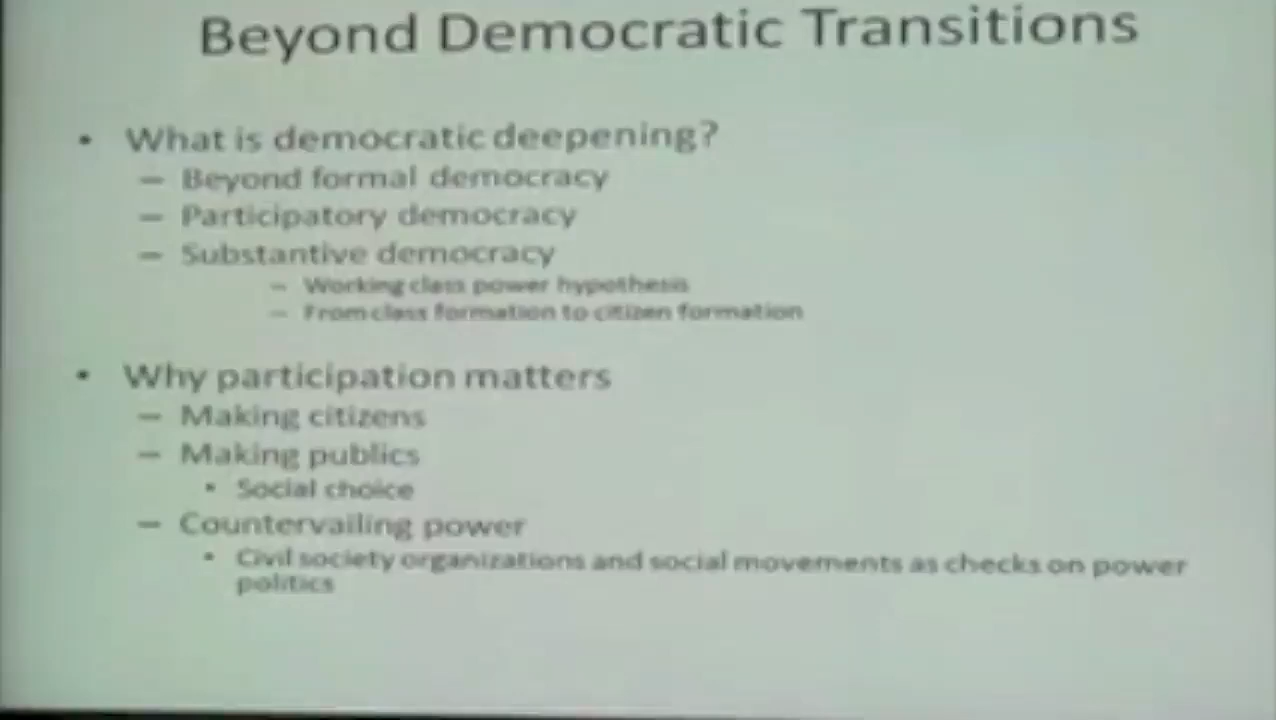 Beyond Democratic Transitions
• What is democratic deepening?
– Beyond formal democracy
– Participatory democracy
– Substantive democracy
– Working class power hypothesis
– From class formation to citizen formation
• Why participation matters
– Making citizens
– Making publics
• Social choice
– Countervailing power
• Civil society organizations and social movements as checks on power
politics